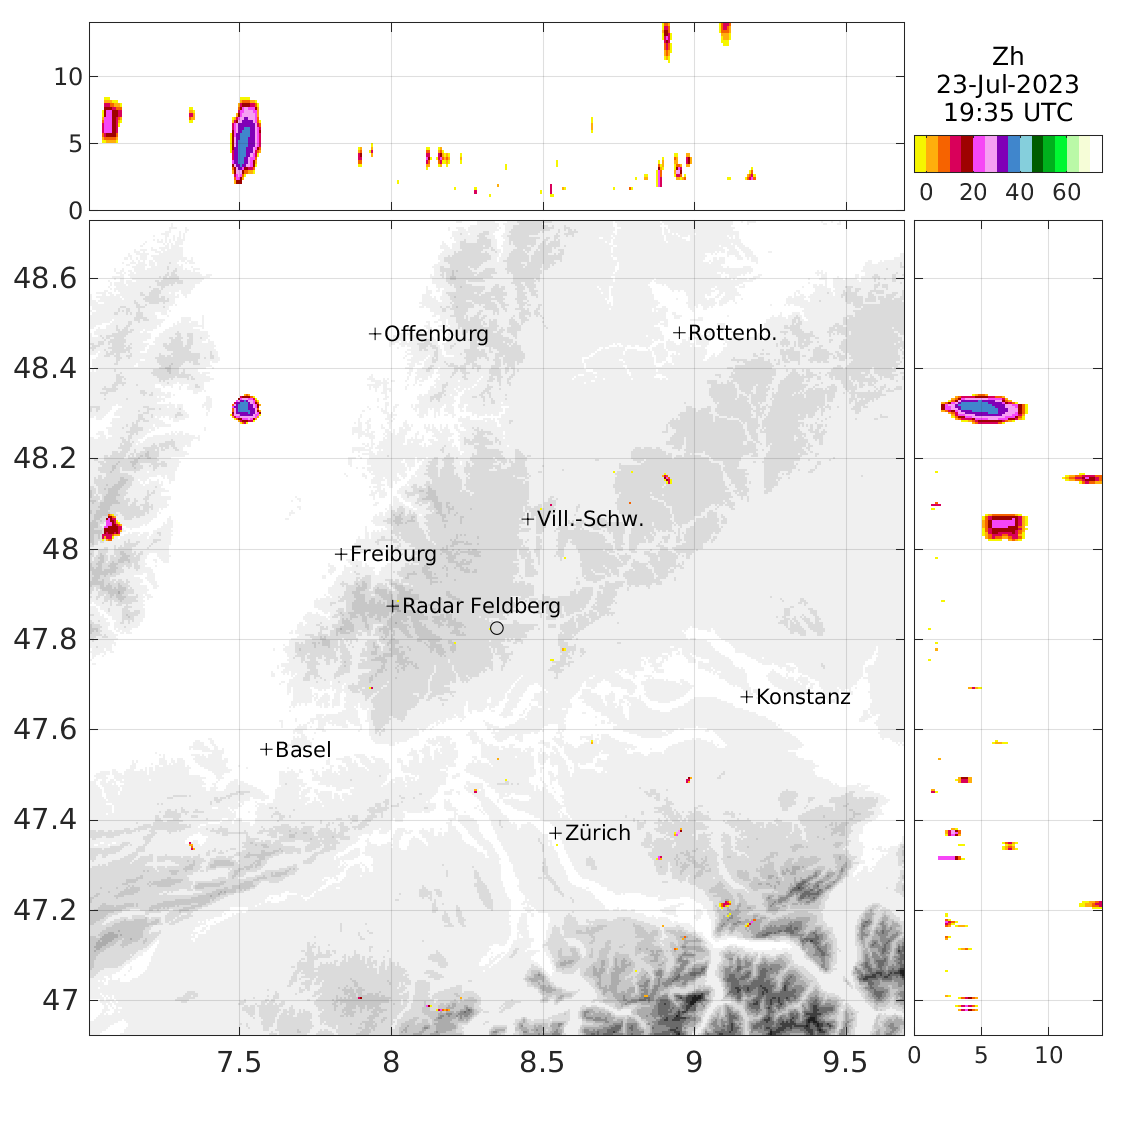 10
5
0
Zh
23-Jul-2023
19:35 UTC
0 20 40 60
48.6
48.4
48.2
48
47.8
47.6
47.4
47.2
47
Offenburg
Rottenb.
Vill.-Schw.
Freiburg
Radar Feldberg
Konstanz
Basel
Zürich
7.5 8 8.5 9 9.5
0 5 10